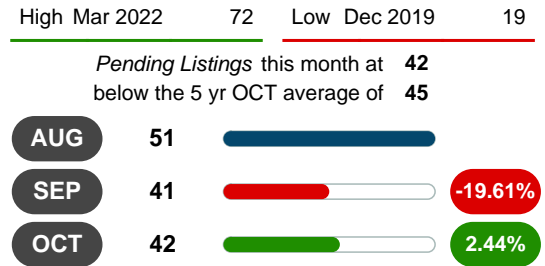 High Mar 2022 72 Low Dec 2019 19
Pending Listings this month at 42
below the 5 yr OCT average of 45
AUG 51
SEP 41 -19.61%
OCT 42 2.44%